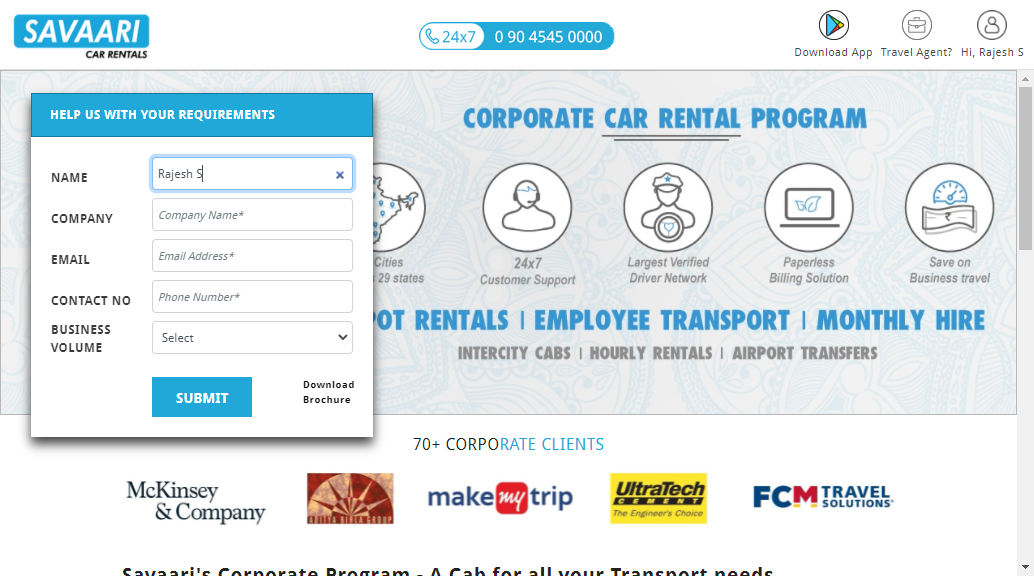 SAVAARI
CAR RENTALS
24x7 0 90 4545 0000
Download App
Travel Agent?
Hi, Rajesh S
HELP US WITH YOUR REQUIREMENTS
NAME
Rajesh S
COMPANY
Company Name*
EMAIL
Email Address*
CONTACT NO
Phone Number*
BUSINESS
VOLUME
Select
SUBMIT
Download
Brochure
CORPORATE CAR RENTAL PROGRAM
Cities
29 states
24x7
Customer Support
Largest Verified
Driver Network
Paperless
Billing Solution
Save on
Business travel
OT RENTALS | EMPLOYEE TRANSPORT | MONTHLY HIRE
INTERCITY CABS | HOURLY RENTALS | AIRPORT TRANSFERS
70+ CORPORATE CLIENTS
McKinsey
& Company
ADITYA BIRLA GROUP
make my trip
UltraTech
CEMENT
The Engineer's Choice
FCM TRAVEL
SOLUTIONS
Savaari's Corporate Program - A Cab for all your Transport needs